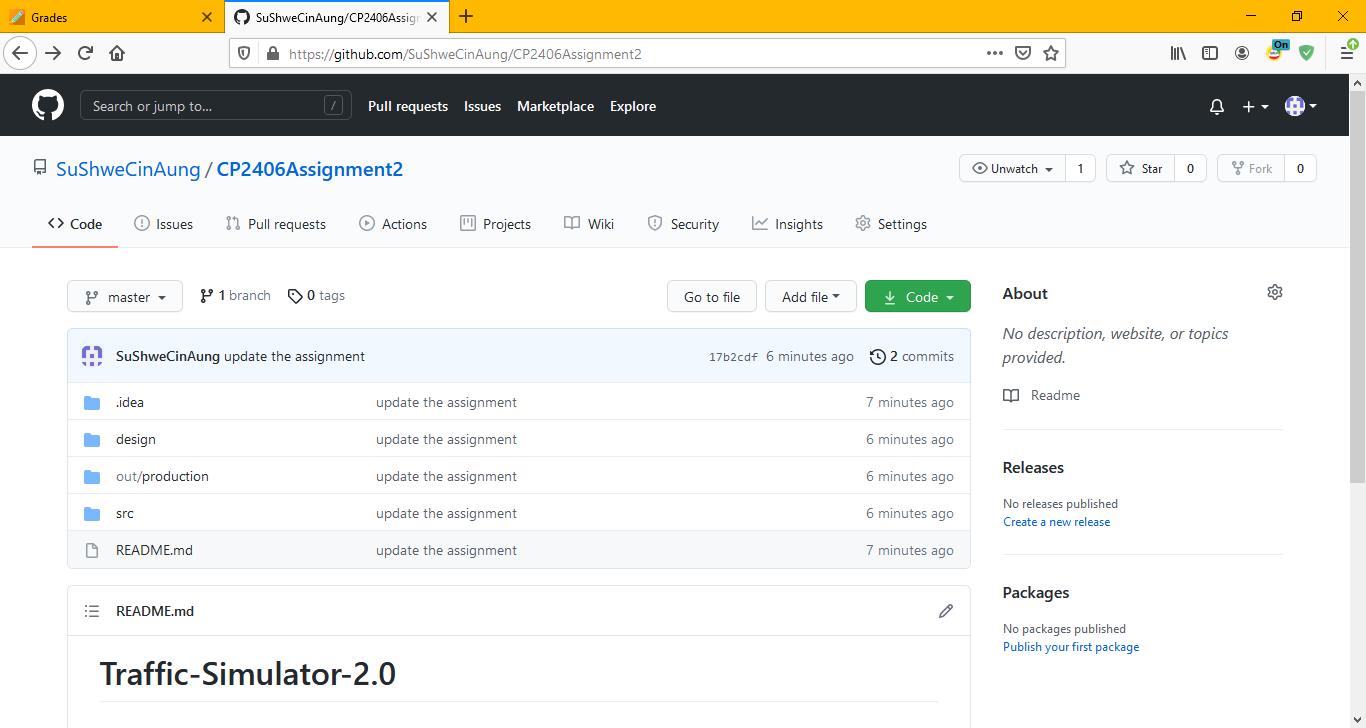 Grades
SuShweCinAung/CP2406Assign
https://github.com/SuShweCinAung/CP2406Assignment2
On
Search or jump to...
/
Pull requests
Issues
Marketplace
Explore
SuShweCinAung / CP2406Assignment2
Unwatch 1
Star 0
Fork 0
Code
Issues
Pull requests
Actions
Projects
Wiki
Security
Insights
Settings
master
1 branch
0 tags
Go to file
Add file
Code
SuShweCinAung update the assignment 17b2cdf 6 minutes ago 2 commits
.idea update the assignment 7 minutes ago
design update the assignment 6 minutes ago
out/production update the assignment 6 minutes ago
src update the assignment 6 minutes ago
README.md update the assignment 7 minutes ago
README.md
Traffic-Simulator-2.0
About
No description, website, or topics
provided.
Readme
Releases
No releases published
Create a new release
Packages
No packages published
Publish your first package